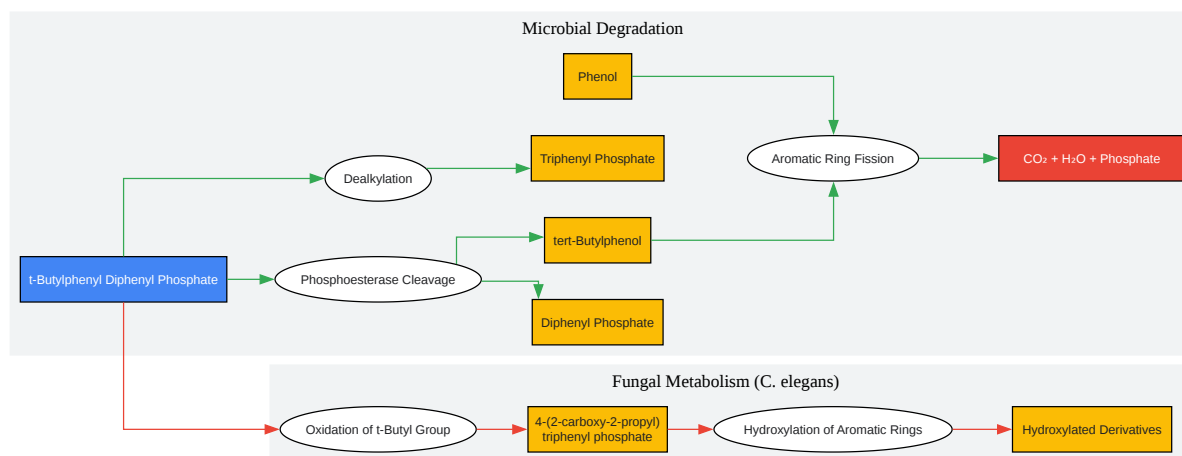 Microbial Degradation
Phenol
Triphenyl Phosphate
Aromatic Ring Fission
CO₂ + H₂O + Phosphate
Dealkylation
tert-Butylphenol
t-Butylphenyl Diphenyl Phosphate
Phosphoesterase Cleavage
Diphenyl Phosphate
Fungal Metabolism (C. elegans)
Oxidation of t-Butyl Group
4-(2-carboxy-2-propyl)
triphenyl phosphate
Hydroxylation of Aromatic Rings
Hydroxylated Derivatives